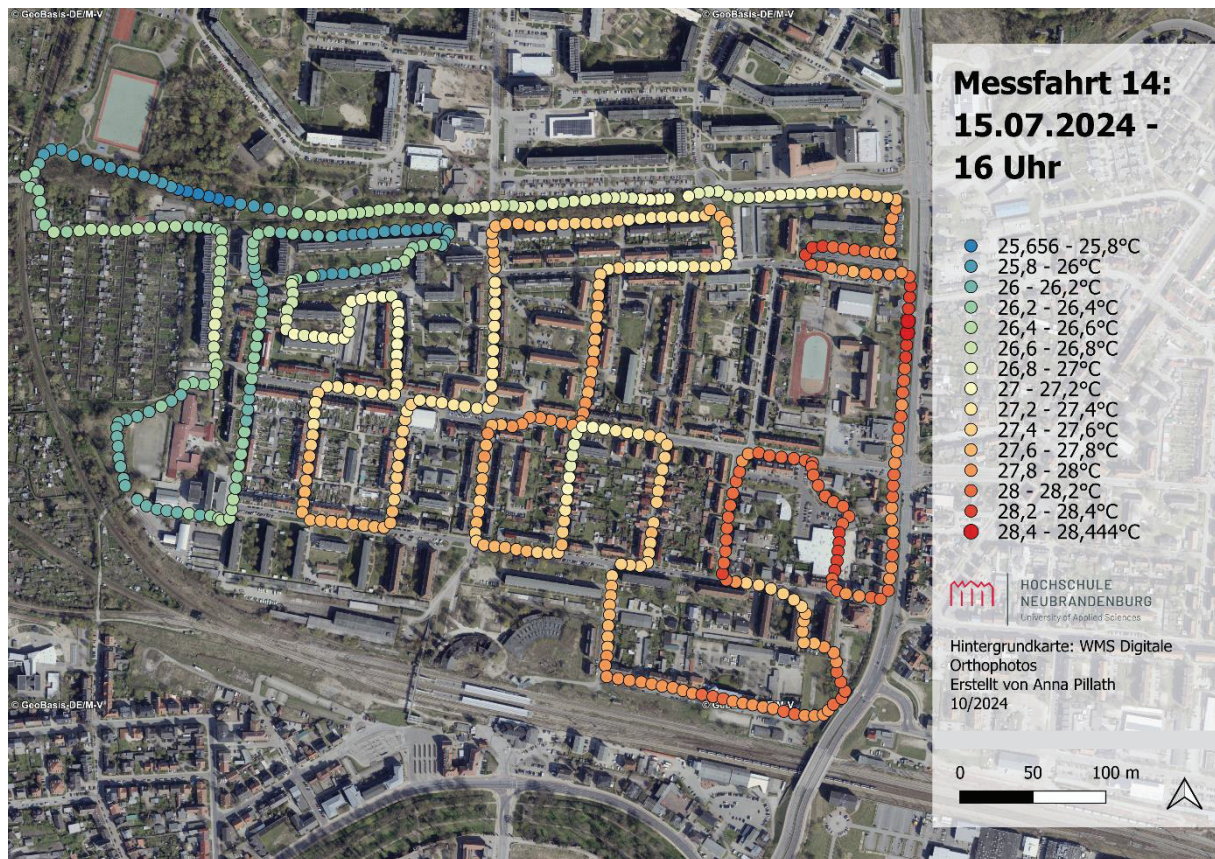 © GeoBasis-DE/M-V
© GeoBasis-DE/M-V
Messfahrt 14:
15.07.2024 -
16 Uhr
25,656 - 25,8°C
25,8 - 26°C
26 - 26,2°C
26,2 - 26,4°C
26,4 - 26,6°C
26,6 - 26,8°C
26,8 - 27°C
27 - 27,2°C
27,2 - 27,4°C
27,4 - 27,6°C
27,6 - 27,8°C
27,8 - 28°C
28 - 28,2°C
28,2 - 28,4°C
28,4 - 28,444°C
HOCHSCHULE
NEUBRANDENBURG
University of Applied Sciences
Hintergrundkarte: WMS Digitale
Orthophotos
Erstellt von Anna Pillath
10/2024
© GeoBasis-DE/M-V
© GeoBasis-DE/M-V
0 50 100 m